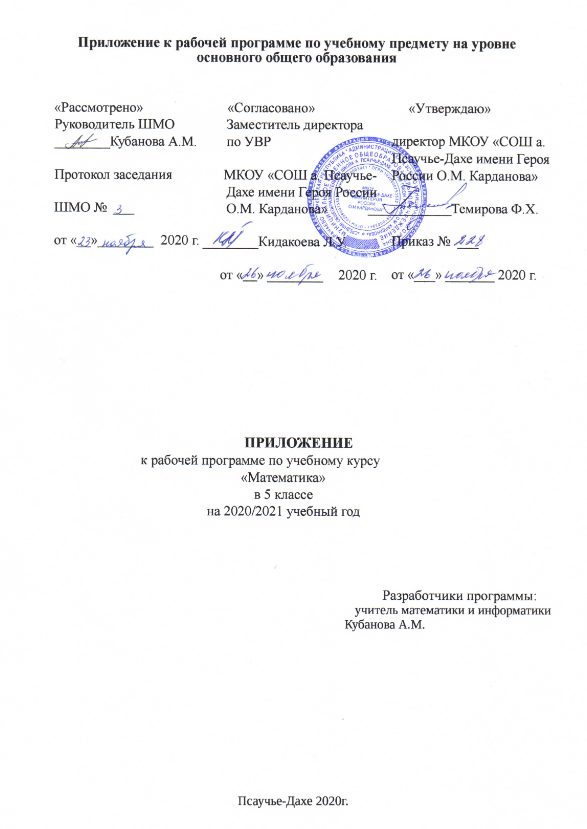 Приложение к рабочей программе по учебному предмету на уровне
основного общего образования
«Рассмотрено»
Руководитель ШМО
Кубанова А.М.
Протокол заседания
ШМО № 3
от «23» ноября 2020 г.
«Согласовано»
Заместитель директора
по УВР
МКОУ «СОШ а. Псаучье-
Дахе имени Героя России
О.М. Карданова»
Кидакоева Л.У
от «26» ноября 2020 г.
«Утверждаю»
директор МКОУ «СОШ а.
Псаучье-Дахе имени Героя
России О.М. Карданова»
Темирова Ф.Х.
Приказ № 228
от «26» ноября 2020 г.
ПРИЛОЖЕНИЕ
к рабочей программе по учебному курсу
«Математика»
в 5 классе
на 2020/2021 учебный год
Разработчики программы:
учитель математики и информатики
Кубанова А.М.
Псаучье-Дахе 2020г.